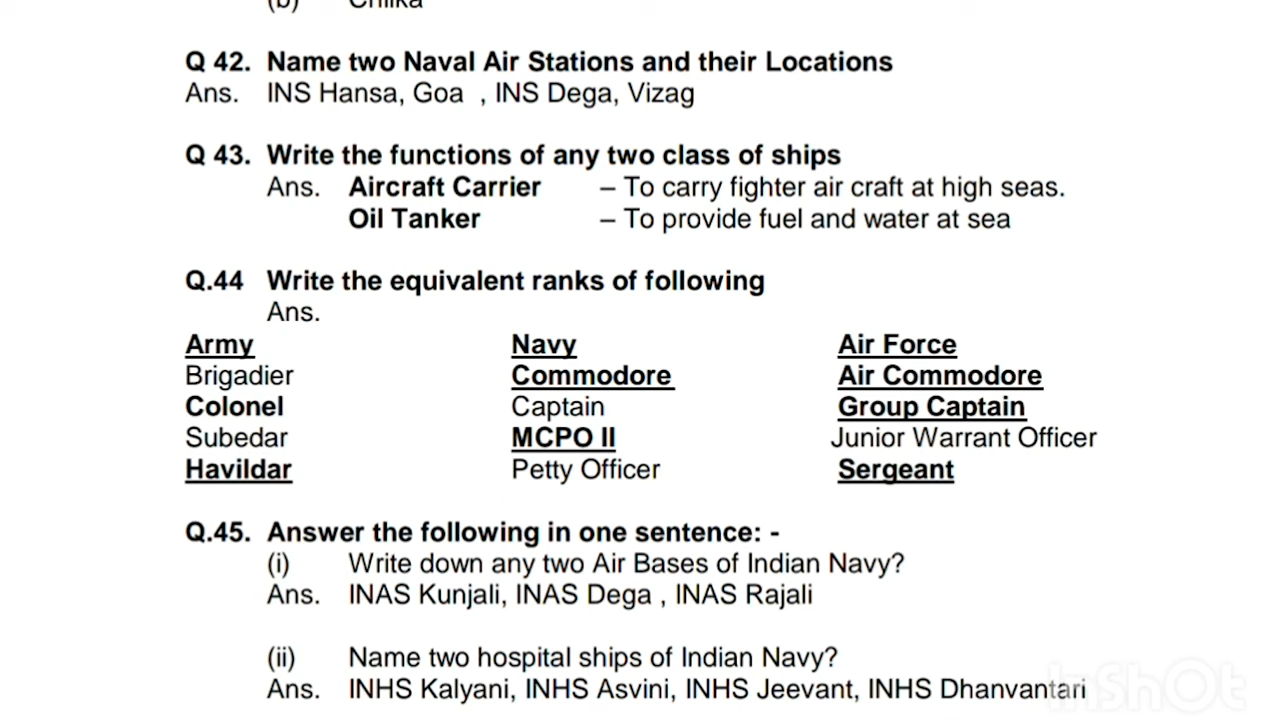 (b) Chilka
Q 42. Name two Naval Air Stations and their Locations
Ans. INS Hansa, Goa , INS Dega, Vizag
Q 43. Write the functions of any two class of ships
Ans. Aircraft Carrier – To carry fighter air craft at high seas.
Oil Tanker – To provide fuel and water at sea
Q.44 Write the equivalent ranks of following
Ans.
Army Navy Air Force
Brigadier Commodore Air Commodore
Colonel Captain Group Captain
Subedar MCPO II Junior Warrant Officer
Havildar Petty Officer Sergeant
Q.45. Answer the following in one sentence: -
(i) Write down any two Air Bases of Indian Navy?
Ans. INAS Kunjali, INAS Dega , INAS Rajali
(ii) Name two hospital ships of Indian Navy?
Ans. INHS Kalyani, INHS Asvini, INHS Jeevant, INHS Dhanvantari
InShOt